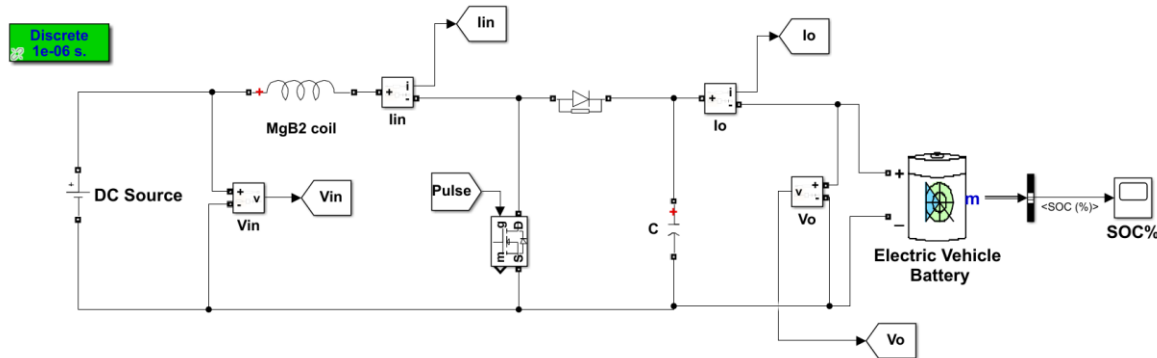 Discrete
1e-06 s.
Iin
Io
+
i
-
+
i
-
MgB2 coil
Iin
Io
+
DC Source
+
-
v
Vin
Vin
Pulse
g
D
m
S
C
+
v
+
-
Vo
+
−
m
<SOC (%)>
SOC%
Electric Vehicle
Battery
Vo